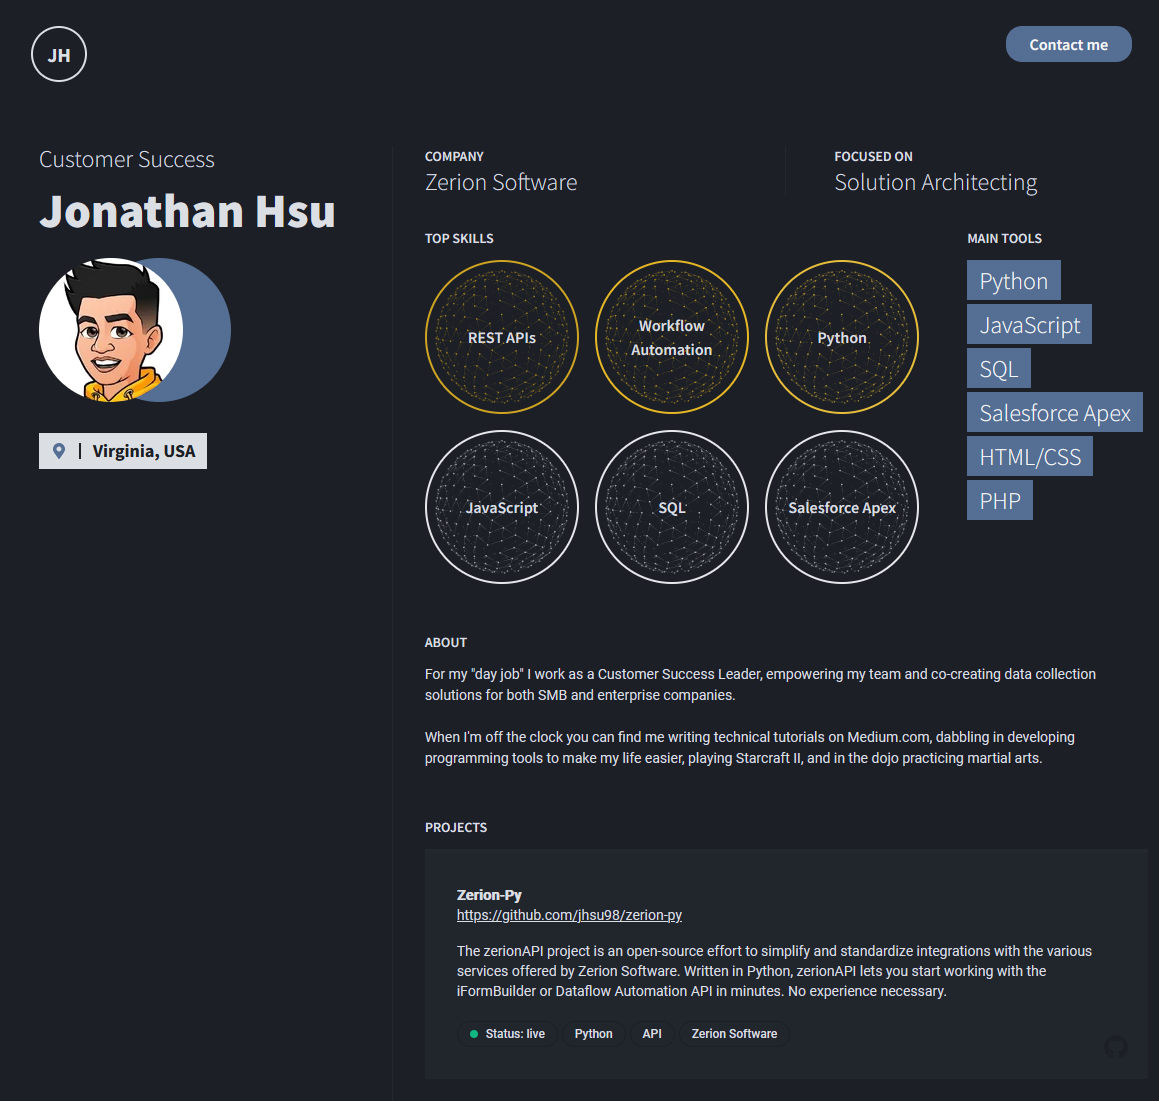 JH
Contact me
Customer Success
Jonathan Hsu
Virginia, USA
COMPANY
Zerion Software
FOCUSED ON
Solution Architecting
TOP SKILLS
REST APIs
Workflow
Automation
Python
JavaScript
SQL
Salesforce Apex
MAIN TOOLS
Python
JavaScript
SQL
Salesforce Apex
HTML/CSS
PHP
ABOUT
For my "day job" I work as a Customer Success Leader, empowering my team and co-creating data collection
solutions for both SMB and enterprise companies.
When I'm off the clock you can find me writing technical tutorials on Medium.com, dabbling in developing
programming tools to make my life easier, playing Starcraft II, and in the dojo practicing martial arts.
PROJECTS
Zerion-Py
https://github.com/jhsu98/zerion-py
The zerionAPI project is an open-source effort to simplify and standardize integrations with the various
services offered by Zerion Software. Written in Python, zerionAPI lets you start working with the
iFormBuilder or Dataflow Automation API in minutes. No experience necessary.
Status: live
Python
API
Zerion Software